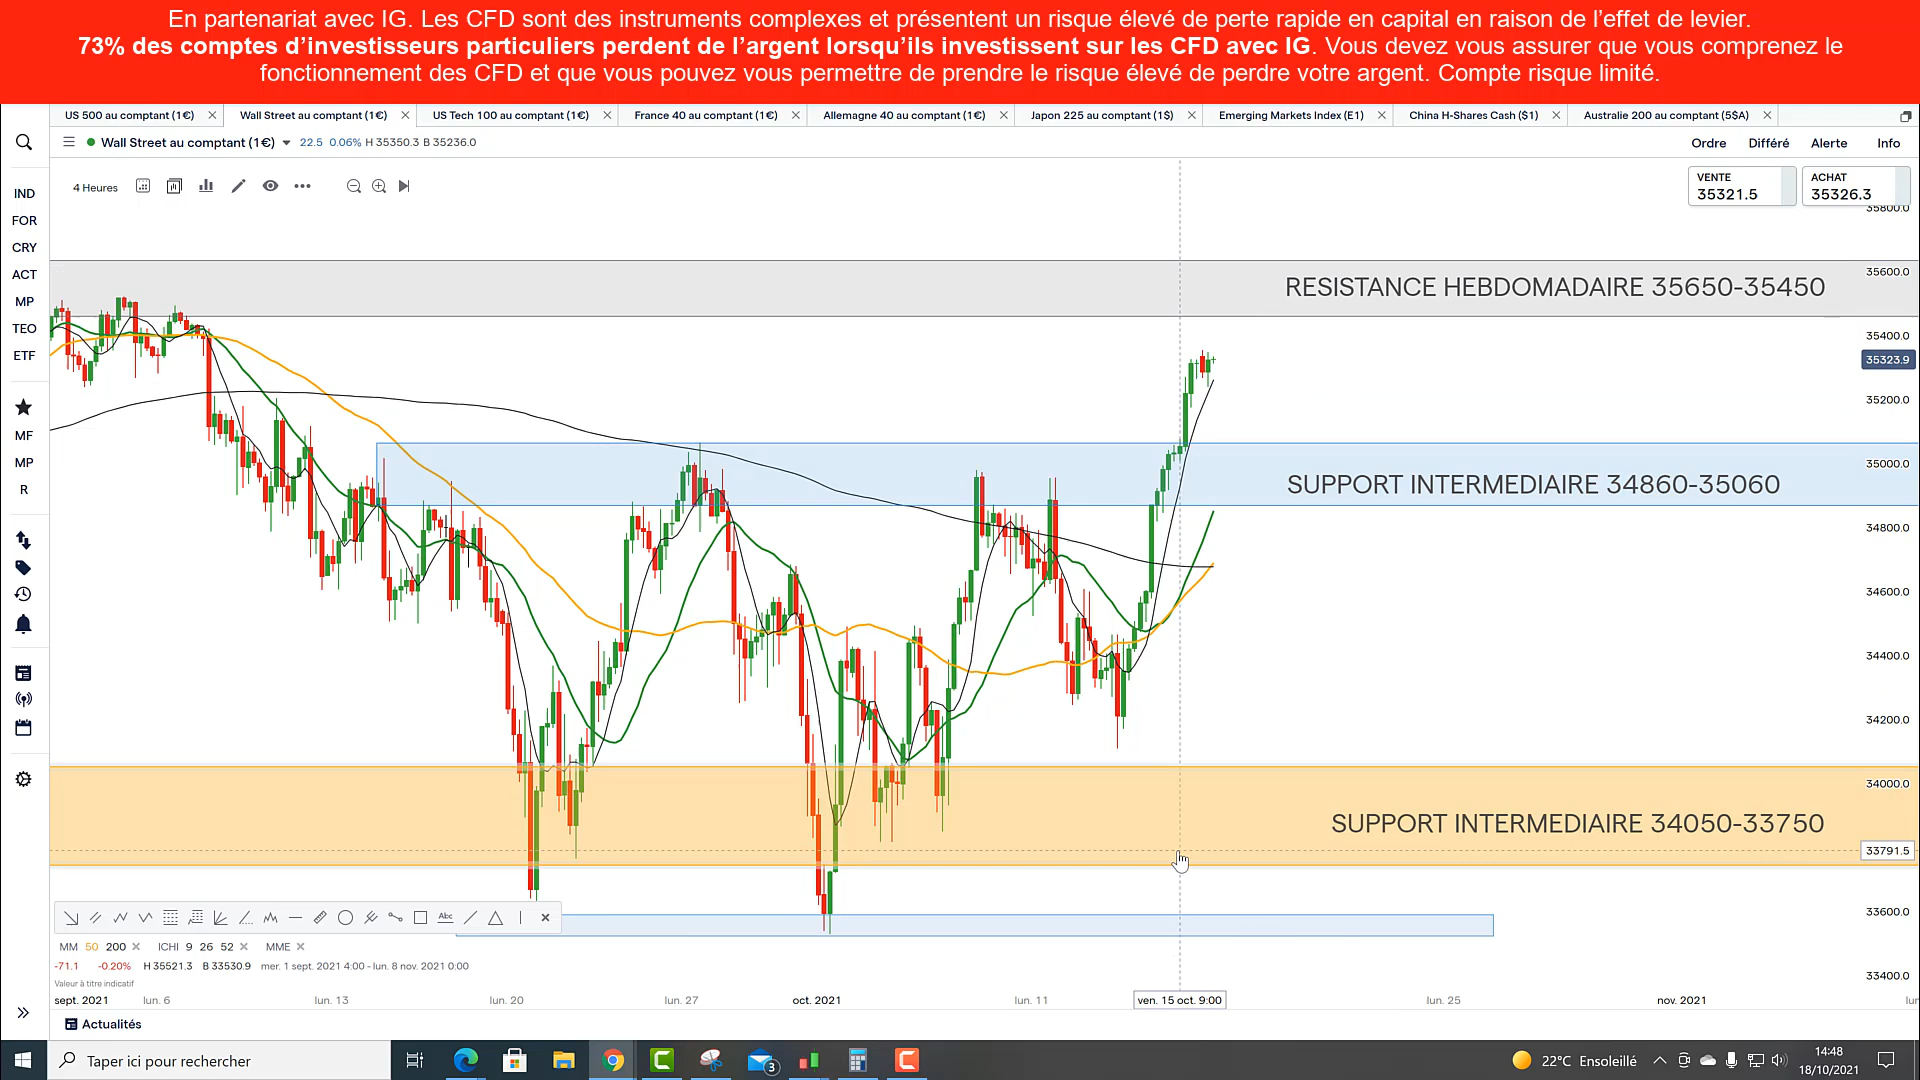 En partenariat avec IG. Les CFD sont des instruments complexes et présentent un risque élevé de perte rapide en capital en raison de l’effet de levier.
73% des comptes d’investisseurs particuliers perdent de l’argent lorsqu’ils investissent sur les CFD avec IG. Vous devez vous assurer que vous comprenez le
fonctionnement des CFD et que vous pouvez vous permettre de prendre le risque élevé de perdre votre argent. Compte risque limité.
US 500 au comptant (1€) Wall Street au comptant (1€) US Tech 100 au comptant (1€) France 40 au comptant (1€) Allemagne 40 au comptant (1€) Japon 225 au comptant (1$) Emerging Markets Index (E1) China H-Shares Cash ($1) Australie 200 au comptant (5$A)
Wall Street au comptant (1€) 22.5 0.06% H 35350.3 B 35236.0 Ordre Différé Alerte Info
4 Heures
VENTE ACHAT
35321.5 35326.3
IND
FOR
CRY
ACT
MP
TEO
ETF
MF
MP
R
35800.0
35600.0
35400.0
35323.9
35200.0
35000.0
34800.0
34600.0
34400.0
34200.0
34000.0
33791.5
33600.0
33400.0
RESISTANCE HEBDOMADAIRE 35650-35450
SUPPORT INTERMEDIAIRE 34860-35060
SUPPORT INTERMEDIAIRE 34050-33750
Abc
MM 50 200 ICHI 9 26 52 MME
-71.1 -0.20% H 35521.3 B 33530.9 mer. 1 sept. 2021 4:00 - lun. 8 nov. 2021 0:00
Valeur à titre indicatif
sept. 2021 lun. 6 lun. 13 lun. 20 lun. 27 oct. 2021 lun. 11 ven. 15 oct. 9:00 lun. 25 nov. 2021
Actualités
Taper ici pour rechercher
3
22°C Ensoleillé
14:48
18/10/2021